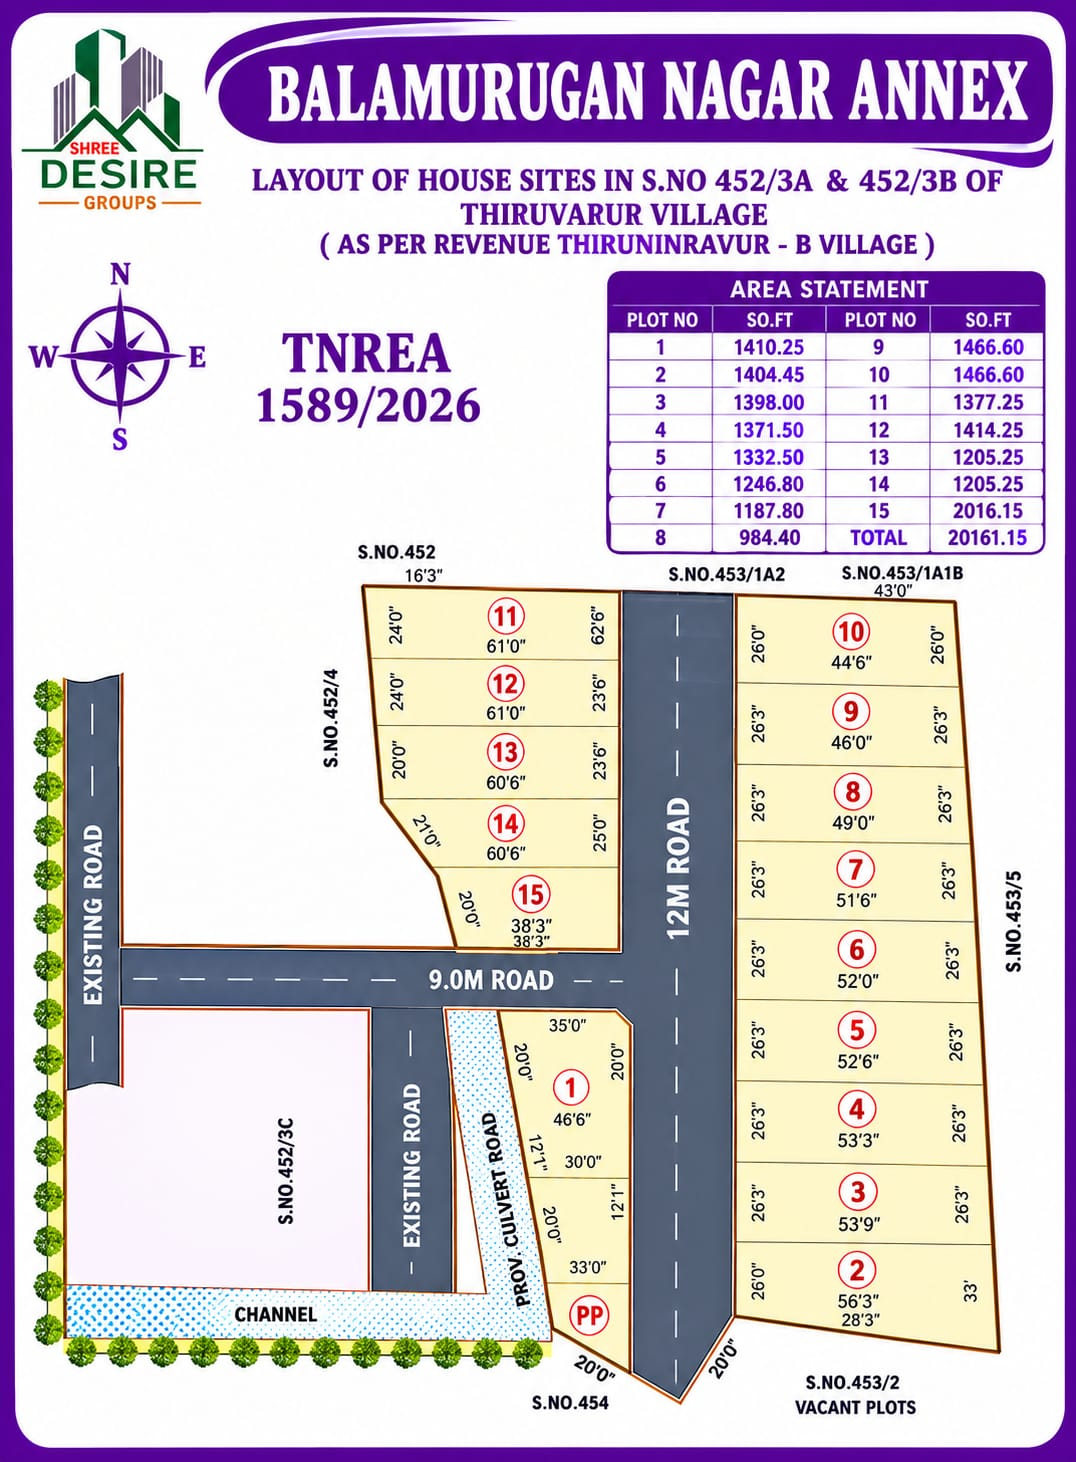 BALAMURUGAN NAGAR ANNEX
SHREE
DESIRE
GROUPS
LAYOUT OF HOUSE SITES IN S.NO 452/3A & 452/3B OF
THIRUVARUR VILLAGE
( AS PER REVENUE THIRUNINRAVUR - B VILLAGE )
N
W E
S
TNREA
1589/2026
AREA STATEMENT
PLOT NO SO.FT PLOT NO SO.FT
1 1410.25 9 1466.60
2 1404.45 10 1466.60
3 1398.00 11 1377.25
4 1371.50 12 1414.25
5 1332.50 13 1205.25
6 1246.80 14 1205.25
7 1187.80 15 2016.15
8 984.40 TOTAL 20161.15
S.NO.452
16'3"
S.NO.453/1A2
S.NO.453/1A1B
43'0"
S.NO.452/4
24'0" 11 62'6"
61'0"
24'0" 12 23'6"
61'0"
20'0" 13 23'6"
60'6"
21'0" 14 25'0"
60'6"
20'0" 15
38'3"
38'3"
12M ROAD
26'0" 10 26'0"
44'6"
26'3" 9 26'3"
46'0"
26'3" 8 26'3"
49'0"
26'3" 7 26'3"
51'6"
26'3" 6 26'3"
52'0"
26'3" 5 26'3"
52'6"
26'3" 4 26'3"
53'3"
26'3" 3 26'3"
53'9"
26'0" 2 33'
56'3"
28'3"
S.NO.453/5
EXISTING ROAD
9.0M ROAD
35'0"
20'0" 20'0"
1
46'6"
12'1" 30'0"
20'0" 12'1"
33'0"
PP
S.NO.452/3C
EXISTING ROAD
PROV. CULVERT ROAD
CHANNEL
20'0"
20'0"
S.NO.454
S.NO.453/2
VACANT PLOTS